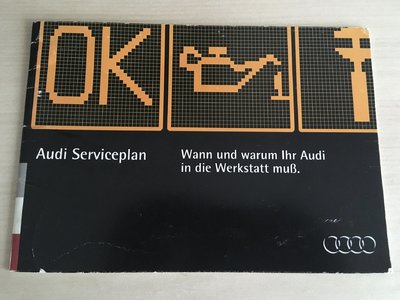 OK
Audi Serviceplan
Wann und warum Ihr Audi
in die Werkstatt muß.